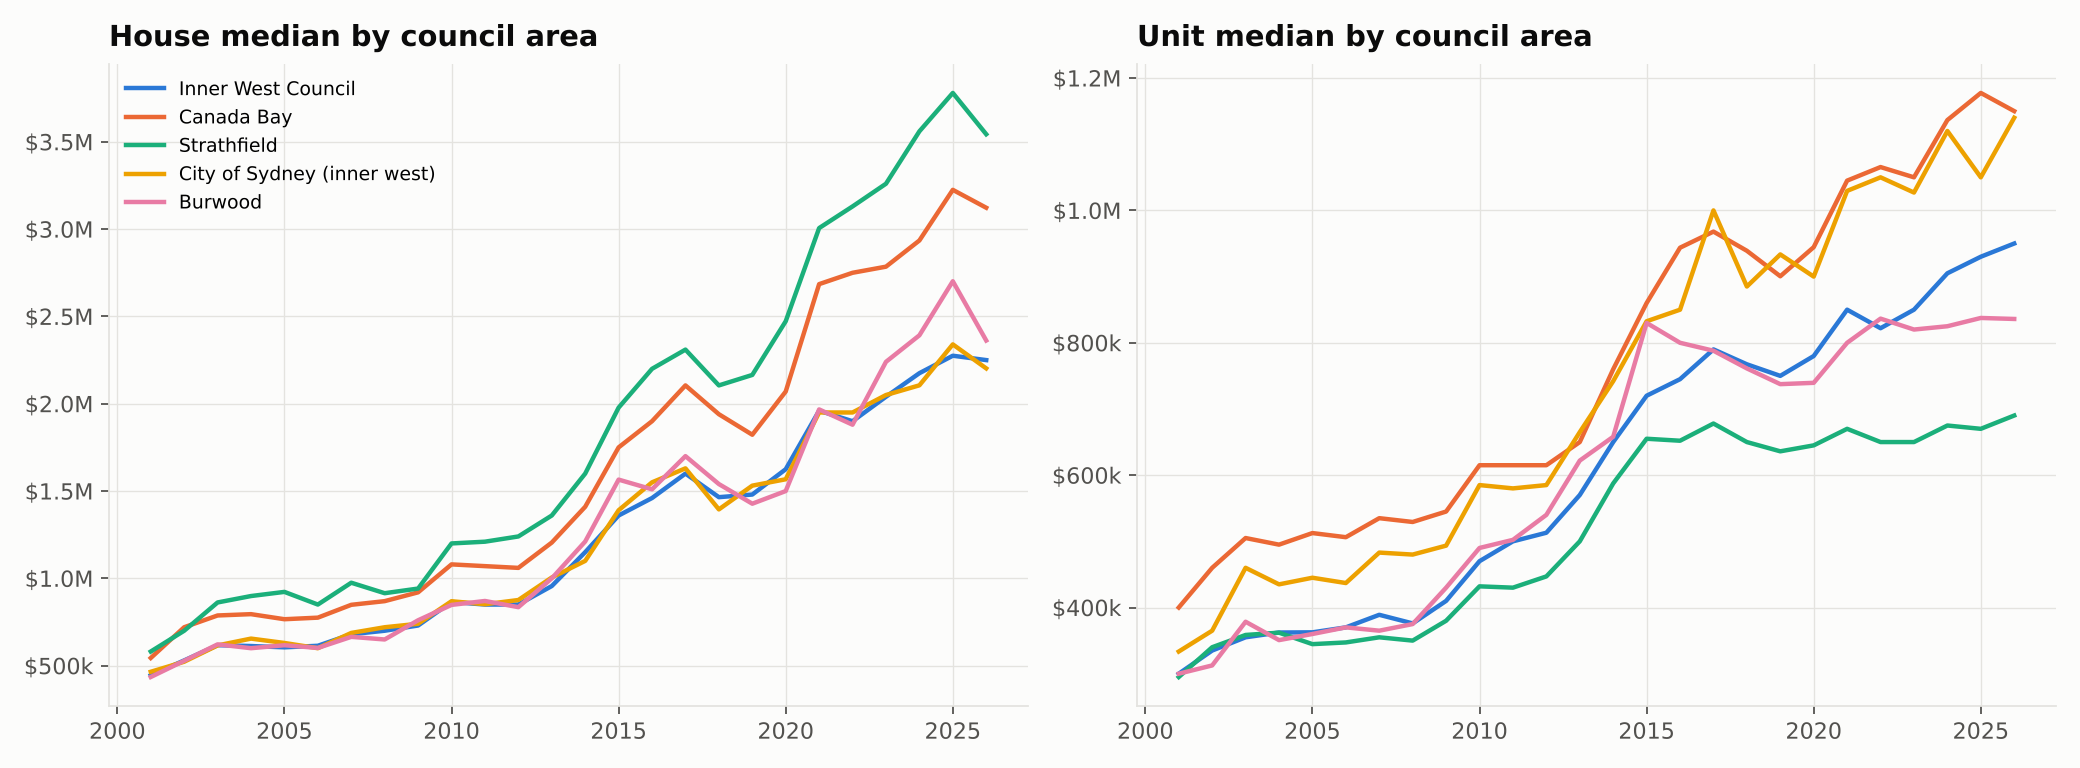 House median by council area
Inner West Council
Canada Bay
Strathfield
City of Sydney (inner west)
Burwood
$3.5M
$3.0M
$2.5M
$2.0M
$1.5M
$1.0M
$500k
2000 2005 2010 2015 2020 2025
Unit median by council area
$1.2M
$1.0M
$800k
$600k
$400k
2000 2005 2010 2015 2020 2025